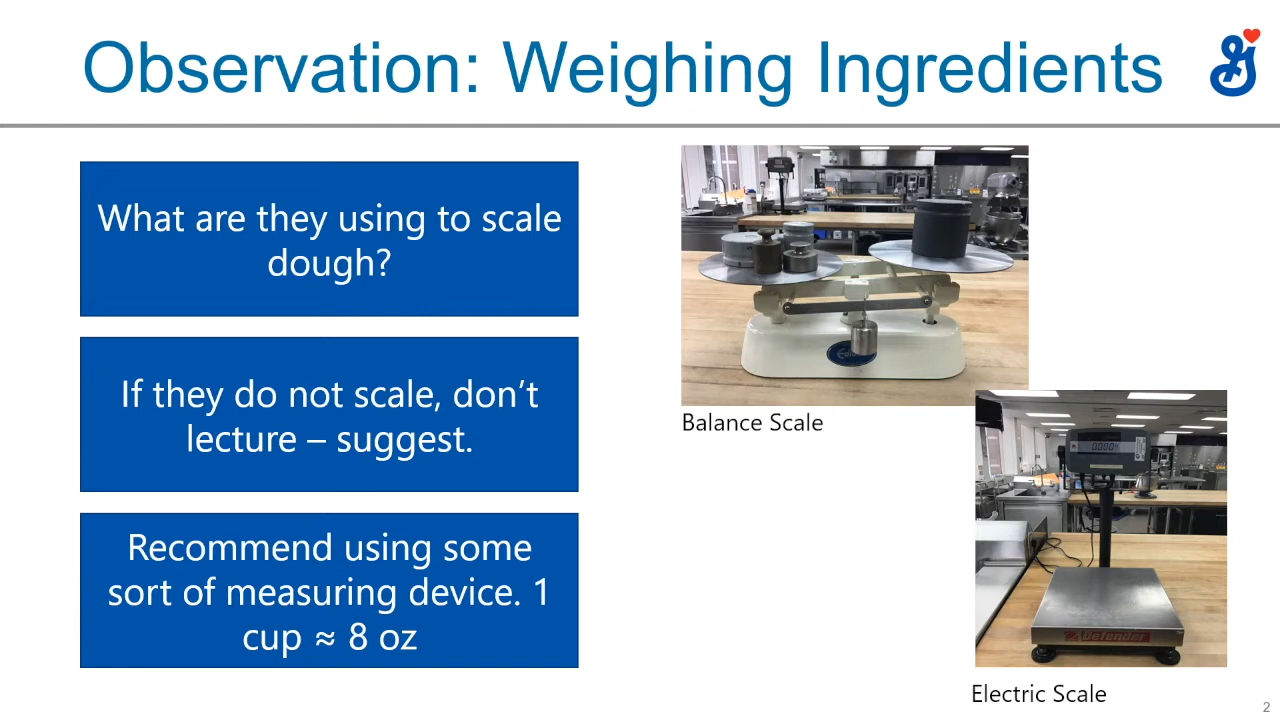 Observation: Weighing Ingredients
What are they using to scale
dough?
If they do not scale, don’t
lecture – suggest.
Recommend using some
sort of measuring device. 1
cup ≈ 8 oz
Balance Scale
Defender
Electric Scale
2